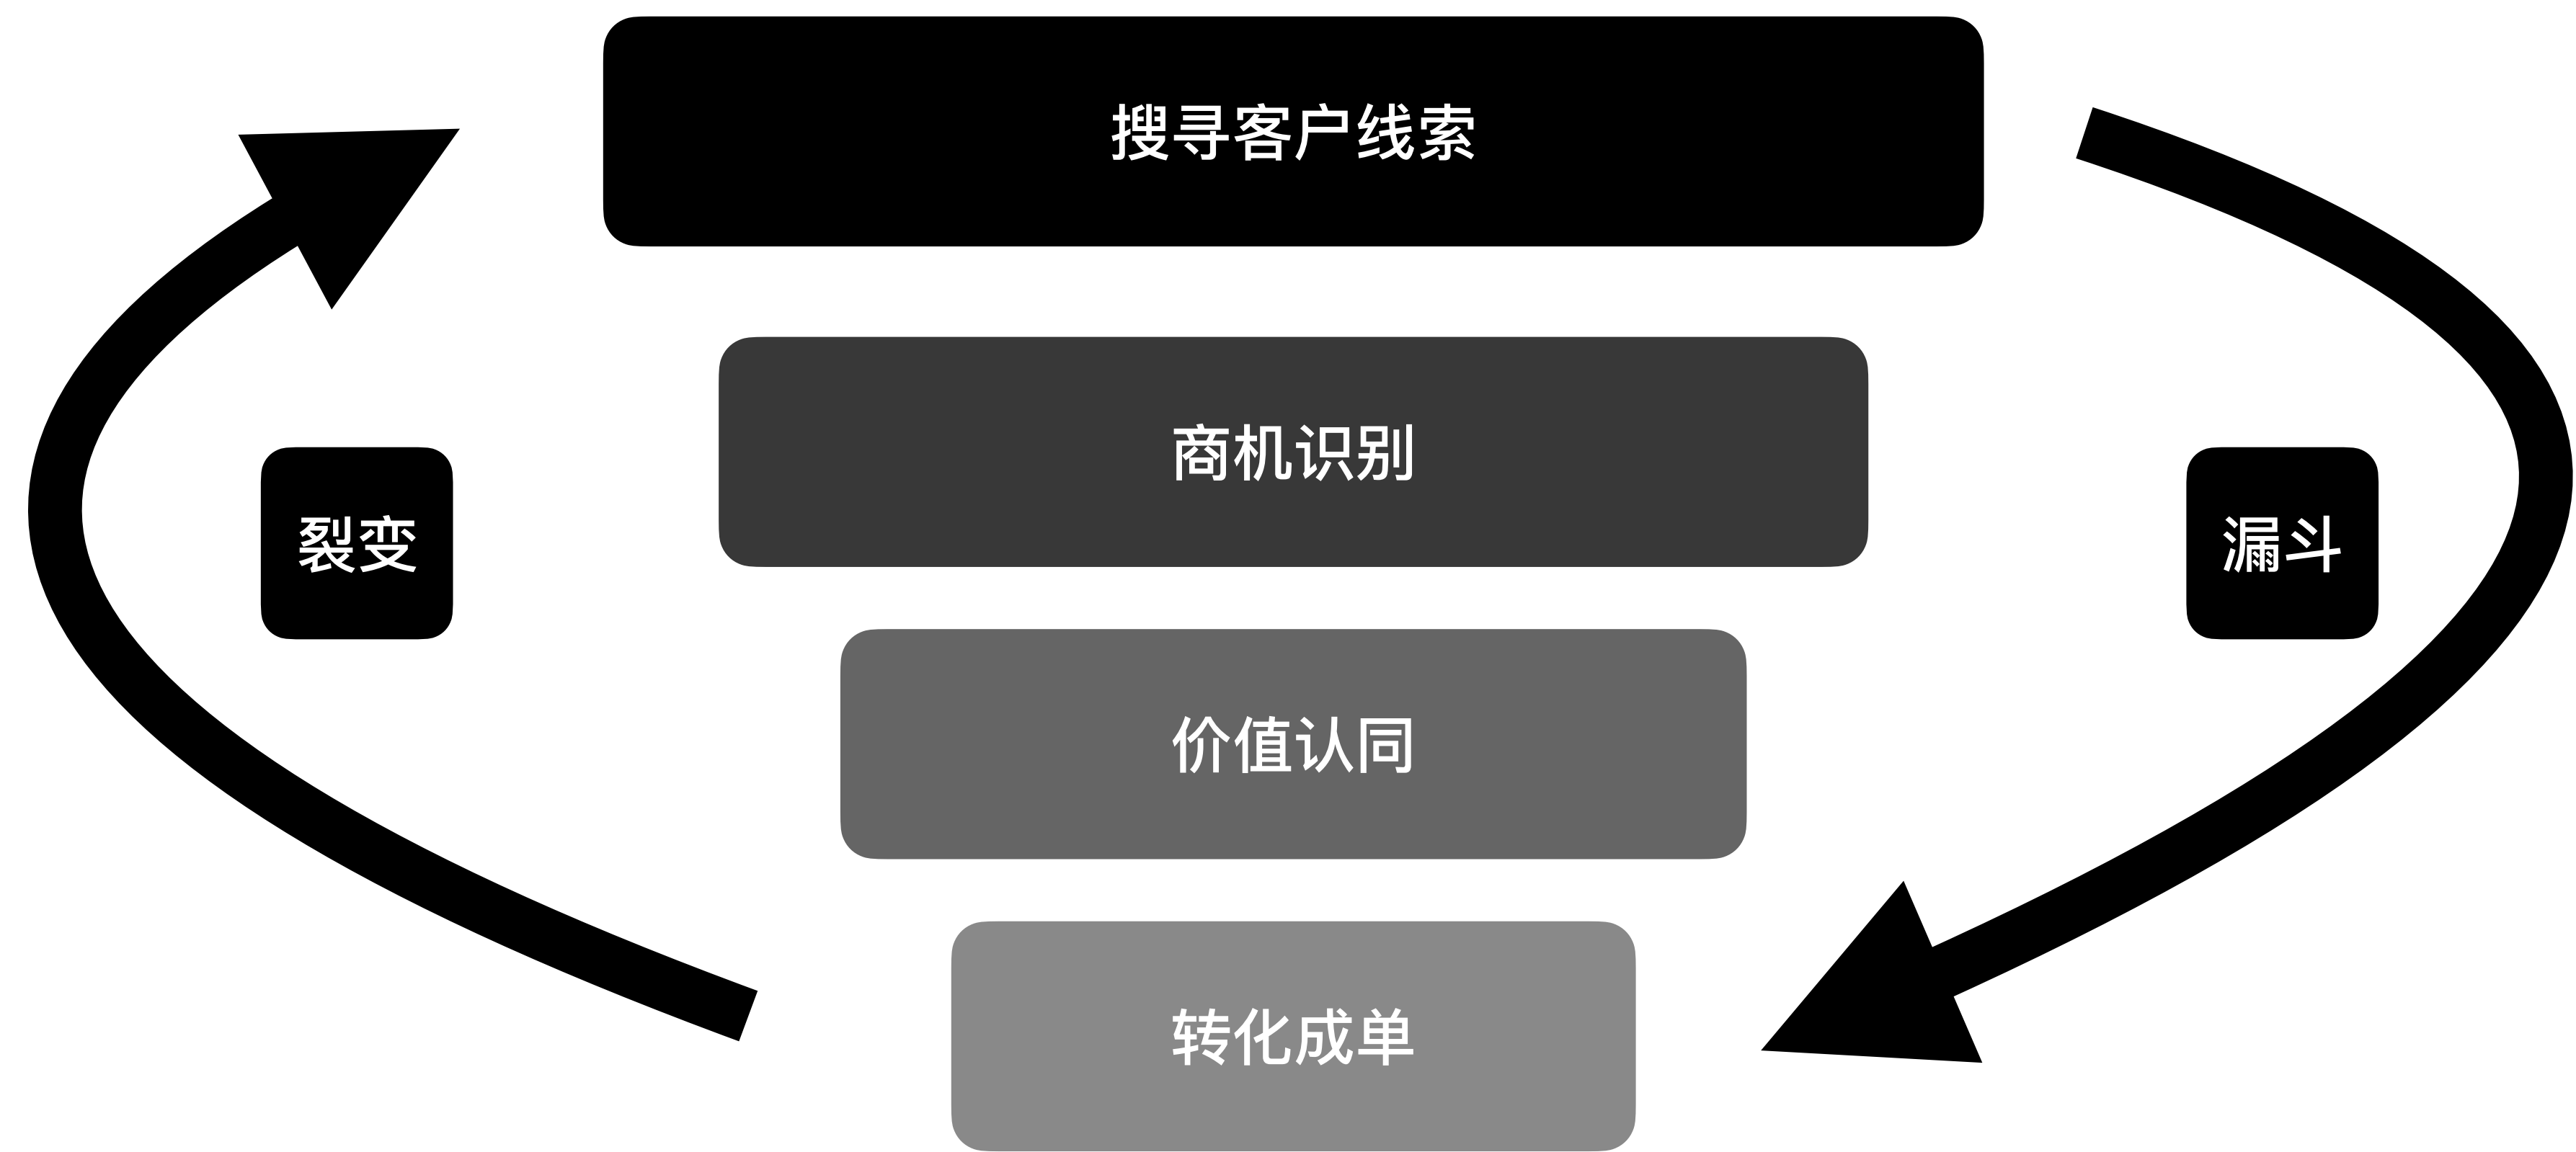 搜寻客户线索
商机识别
裂变
漏斗
价值认同
转化成单